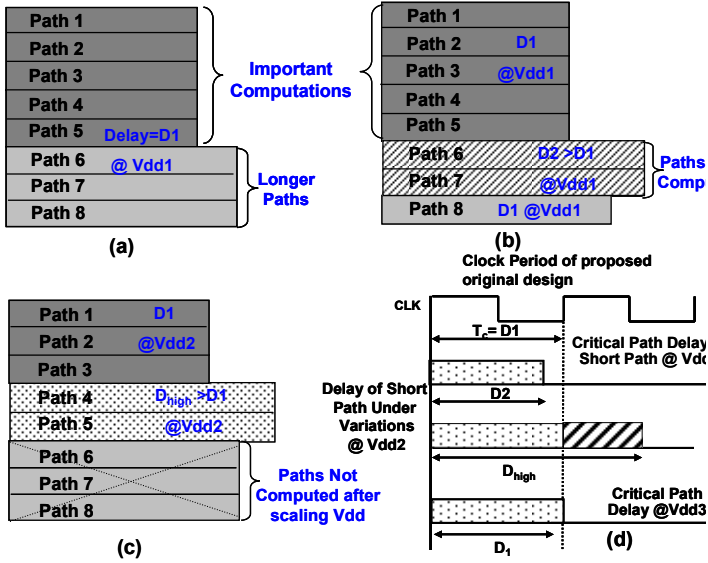 Path 1
Path 2
Path 3
Path 4
Path 5 Delay=D1
Path 6 @ Vdd1
Path 7
Path 8
Important
Computations
Longer
Paths
(a)
Path 1
Path 2 D1
Path 3 @Vdd1
Path 4
Path 5
Path 6 D2 >D1
Path 7 @Vdd1
Path 8 D1 @Vdd1
Paths
Comp
(b)
Path 1 D1
Path 2 @Vdd2
Path 3
Path 4 Dhigh >D1
Path 5 @Vdd2
Path 6
Path 7
Path 8
Paths Not
Computed after
scaling Vdd
(c)
Clock Period of proposed
original design
CLK
Tc= D1
Critical Path Delay
Short Path @ Vdd
D2
Delay of Short
Path Under
Variations
@ Vdd2
Dhigh
Critical Path
Delay @Vdd3
D1
(d)